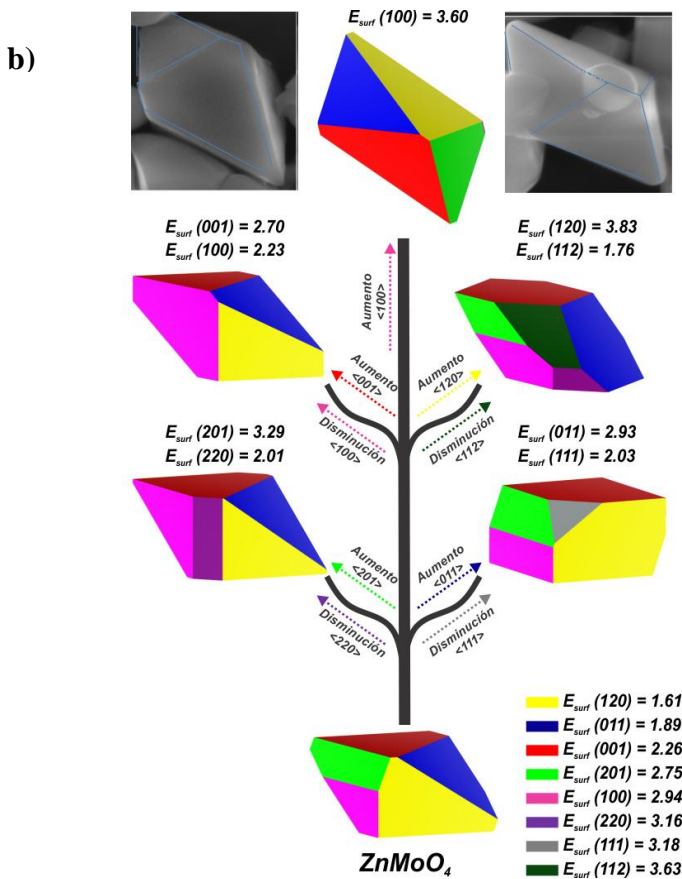 E_surf (100) = 3.60
b)
E_surf (001) = 2.70
E_surf (100) = 2.23
E_surf (120) = 3.83
E_surf (112) = 1.76
Aumento
<100>
Aumento
<001>
Disminución
<100>
Aumento
<120>
Disminución
<112>
E_surf (201) = 3.29
E_surf (220) = 2.01
E_surf (011) = 2.93
E_surf (111) = 2.03
Aumento
<201>
Disminución
<220>
Aumento
<011>
Disminución
<111>
E_surf (120) = 1.61
E_surf (011) = 1.89
E_surf (001) = 2.26
E_surf (201) = 2.75
E_surf (100) = 2.94
E_surf (220) = 3.16
E_surf (111) = 3.18
E_surf (112) = 3.63
ZnMoO₄